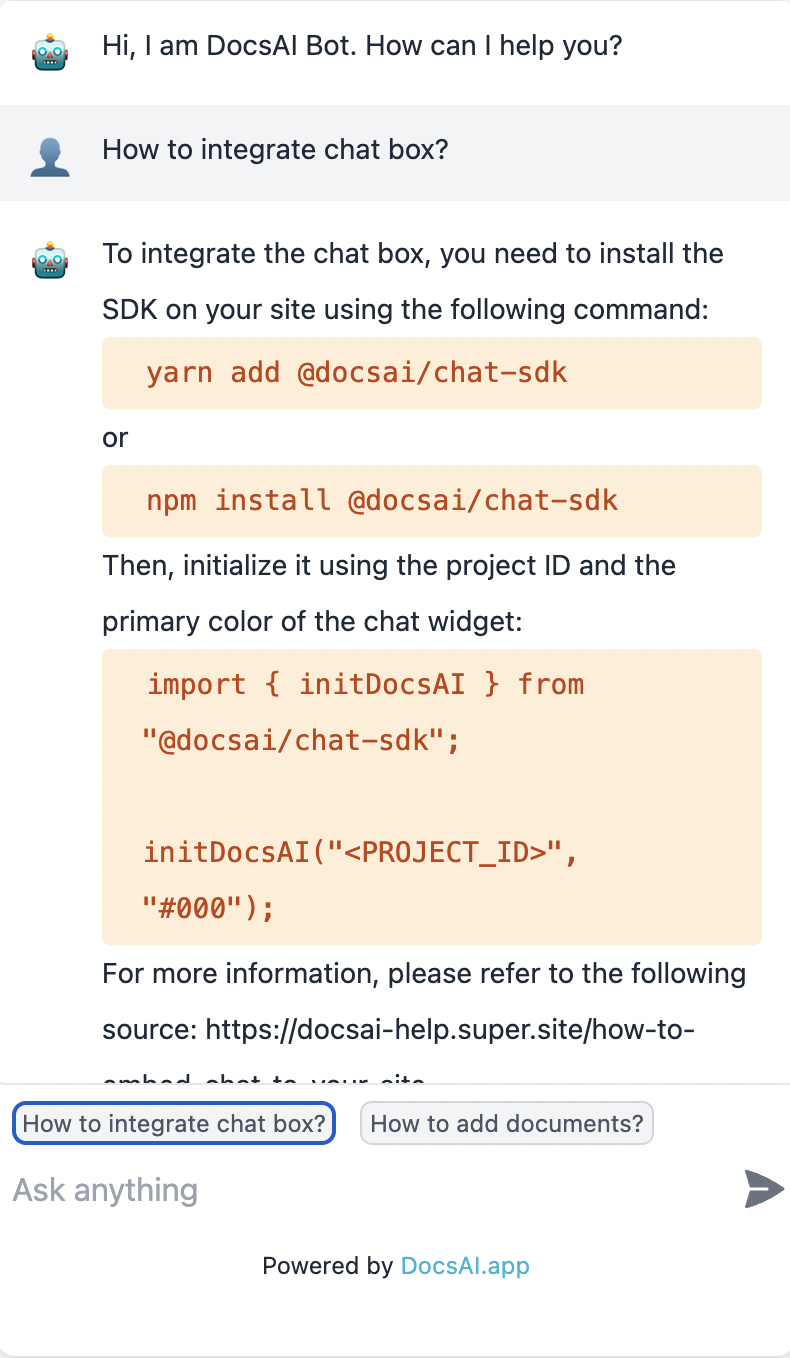 Hi, I am DocsAI Bot. How can I help you?
How to integrate chat box?
To integrate the chat box, you need to install the
SDK on your site using the following command:
yarn add @docsai/chat-sdk
or
npm install @docsai/chat-sdk
Then, initialize it using the project ID and the
primary color of the chat widget:
import { initDocsAI } from
"@docsai/chat-sdk";
initDocsAI("<PROJECT_ID>",
"#000");
For more information, please refer to the following
source: https://docsai-help.super.site/how-to-
embed-chat-to-your-site
How to integrate chat box?
How to add documents?
Ask anything
Powered by DocsAI.app